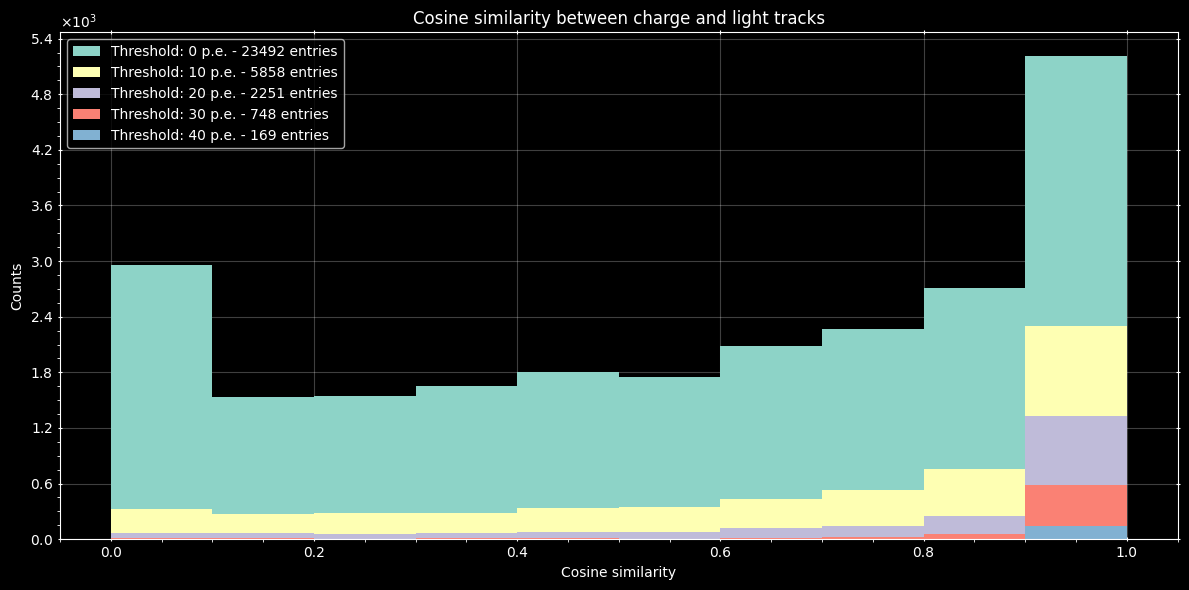 Cosine similarity between charge and light tracks
×10³
5.4
4.8
4.2
3.6
3.0
2.4
1.8
1.2
0.6
0.0
Counts
Threshold: 0 p.e. - 23492 entries
Threshold: 10 p.e. - 5858 entries
Threshold: 20 p.e. - 2251 entries
Threshold: 30 p.e. - 748 entries
Threshold: 40 p.e. - 169 entries
0.0 0.2 0.4 0.6 0.8 1.0
Cosine similarity